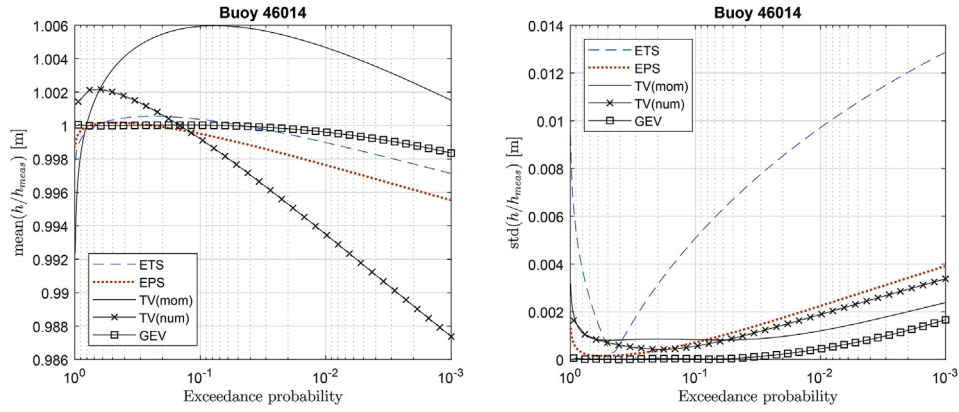 Buoy 46014
1.006
1.004
1.002
1
0.998
0.996
0.994
0.992
0.99
0.988
0.986
mean(h/h_meas) [m]
ETS
EPS
TV(mom)
TV(num)
GEV
10^0
10^-1
10^-2
10^-3
Exceedance probability
Buoy 46014
0.014
0.012
0.01
0.008
0.006
0.004
0.002
0
std(h/h_meas) [m]
ETS
EPS
TV(mom)
TV(num)
GEV
10^0
10^-1
10^-2
10^-3
Exceedance probability